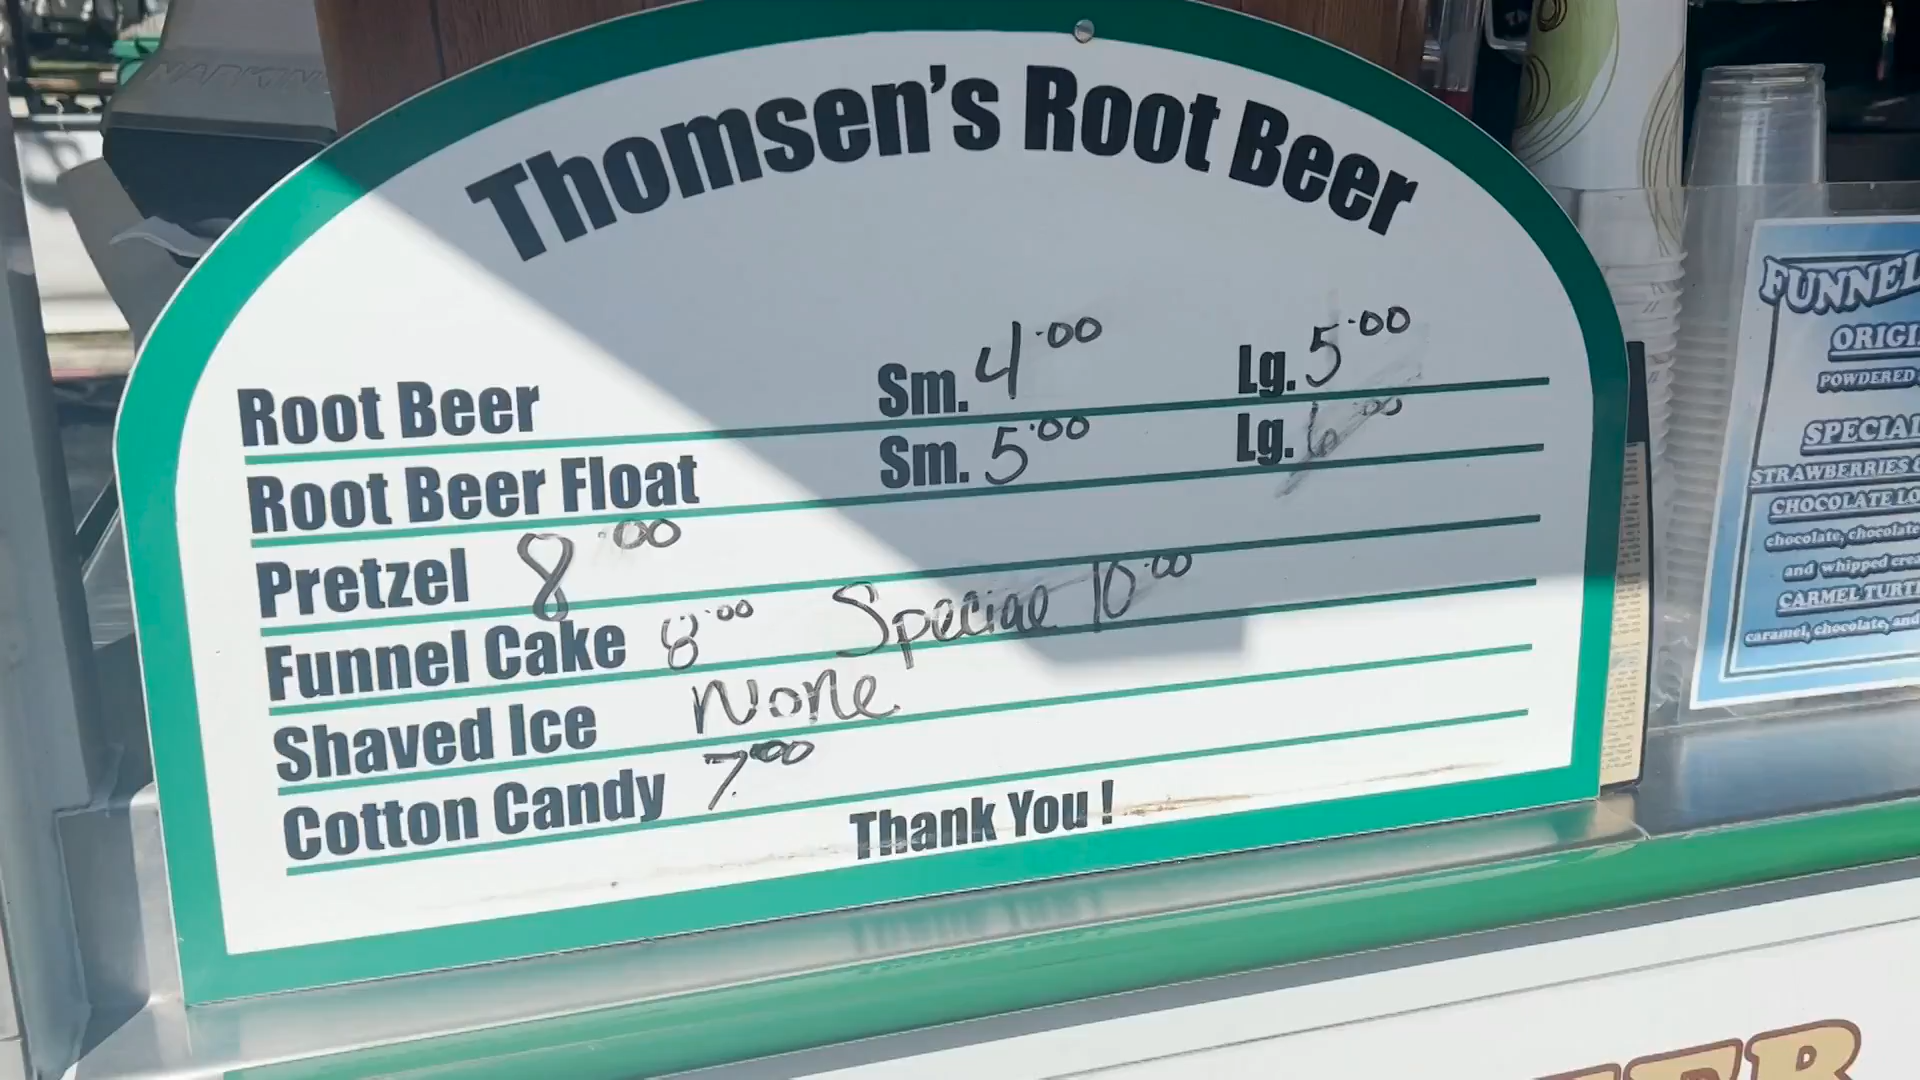 NAPKIN
Thomsen's Root Beer
Root Beer Sm. 4.00 Lg. 5.00
Root Beer Float Sm. 5.00 Lg. 6.00
Pretzel 8.00
Funnel Cake 8.00 Special 10.00
Shaved Ice None
Cotton Candy 7.00
Thank You !
FUNNEL
ORIGI
POWDERED
SPECIAL
STRAWBERRIES &
CHOCOLATE LO
chocolate, chocolate
and whipped crea
CARMEL TURTL
caramel, chocolate, and